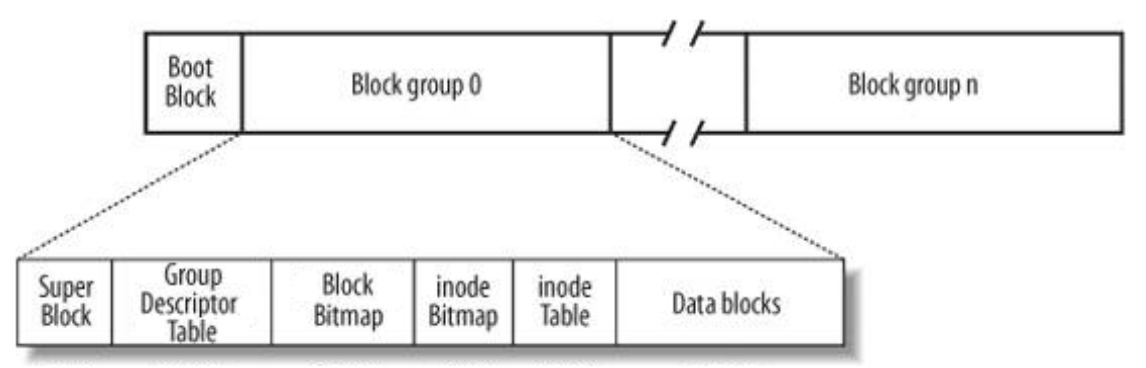 Boot
Block
Block group 0
Block group n
Super
Block
Group
Descriptor
Table
Block
Bitmap
inode
Bitmap
inode
Table
Data blocks